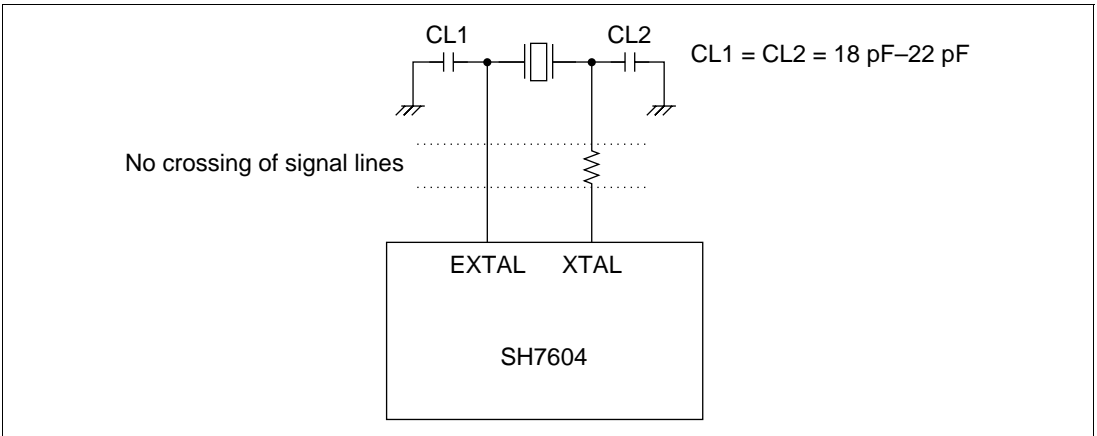 CL1
CL2
CL1 = CL2 = 18 pF–22 pF
No crossing of signal lines
EXTAL
XTAL
SH7604